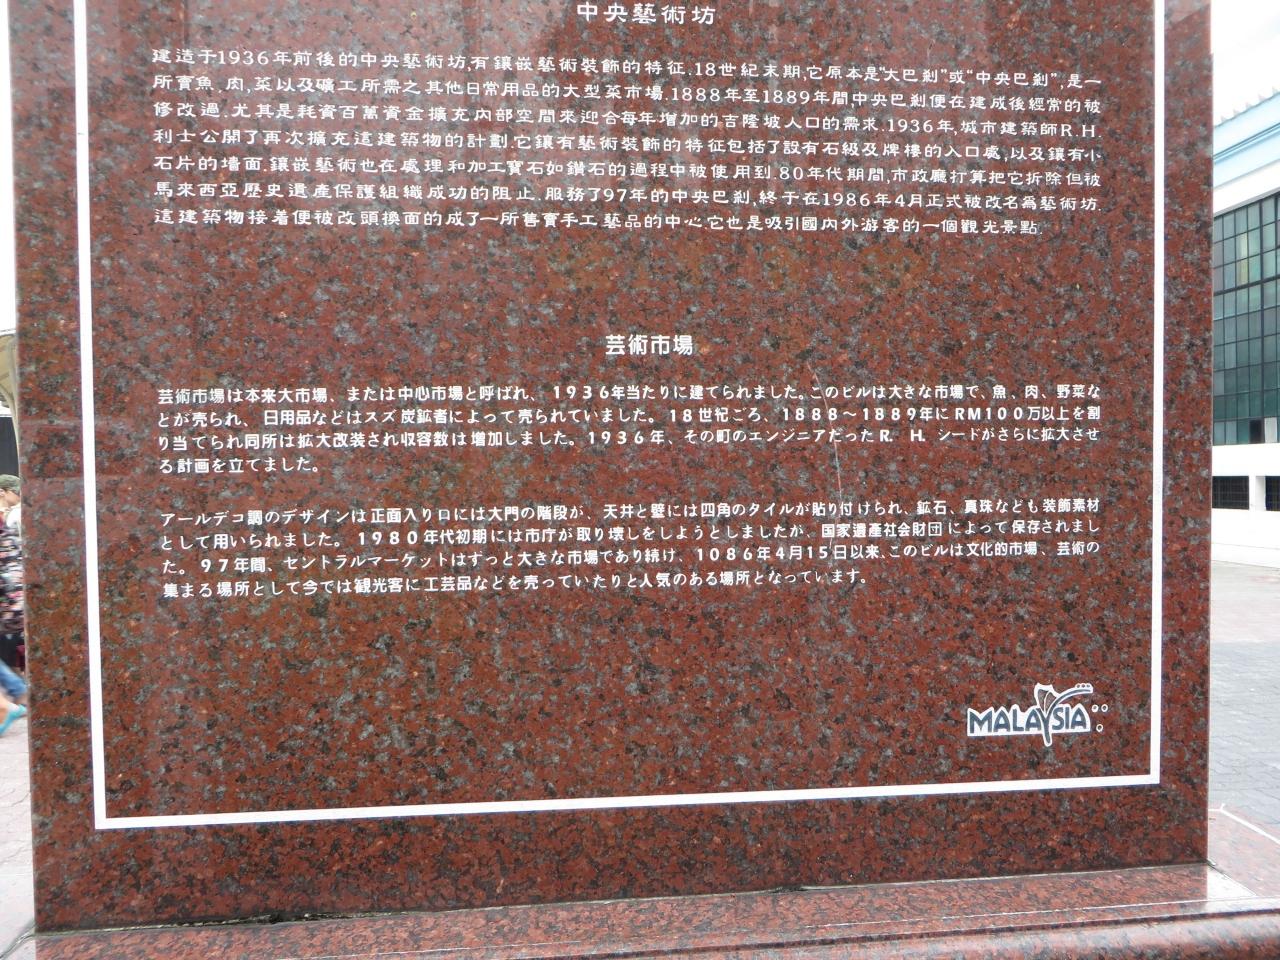 中央藝術坊
建造于1936年前後的中央藝術坊,有鑲嵌藝術裝飾的特征.18世紀末期,它原本是"大巴剎"或"中央巴剎",是一
所賣魚,肉,菜以及礦工所需之其他日常用品的大型菜市場.1888年至1889年間,中央巴剎便在建成後經常的被
修改過.尤其是耗資百萬資金擴充內部空間來迎合每年增加的吉隆坡人口的需求.1936年,城市建築師R.H.
利士公開了再次擴充這建築物的計劃.它鑲有藝術裝飾的特征包括了設有石級及牌樓的入口處,以及鑲有小
石片的墻面.鑲嵌藝術也在處理和加工寶石如鑽石的過程中被使用到.80年代期間,市政廳打算把它折除但被
馬來西亞歷史遺產保護組織成功的阻止.服務了97年的中央巴剎,終于在1986年4月正式被改名為藝術坊.
這建築物接着便被改頭換面的成了一所售賣手工藝品的中心.它也是吸引國內外游客的一個觀光景點.
芸術市場
芸術市場は本来大市場、または中心市場と呼ばれ、1936年当たりに建てられました。このビルは大きな市場で、魚、肉、野菜な
とが売られ、日用品などはスズ炭鉱者によって売られていました。18世紀ごろ、1888〜1889年にRM100万以上を割
り当てられ同所は拡大改装され収容数は増加しました。1936年、その町のエンジニアだったR. H. シードがさらに拡大させ
る計画を立てました。
アールデコ調のデザインは正面入り口には大門の階段が、天井と壁には四角のタイルが貼り付けられ、鉱石、真珠なども装飾素材
として用いられました。1980年代初期には市庁が取り壊しをしようとしましたが、国家遺產社会財団によって保存されまし
た。97年間、セントラルマーケットはずっと大きな市場であり続け、1086年4月15日以来、このビルは文化的市場、芸術の
集まる場所として今では観光客に工芸品などを売っていたりと人気のある場所となっています。
MALAYSIA